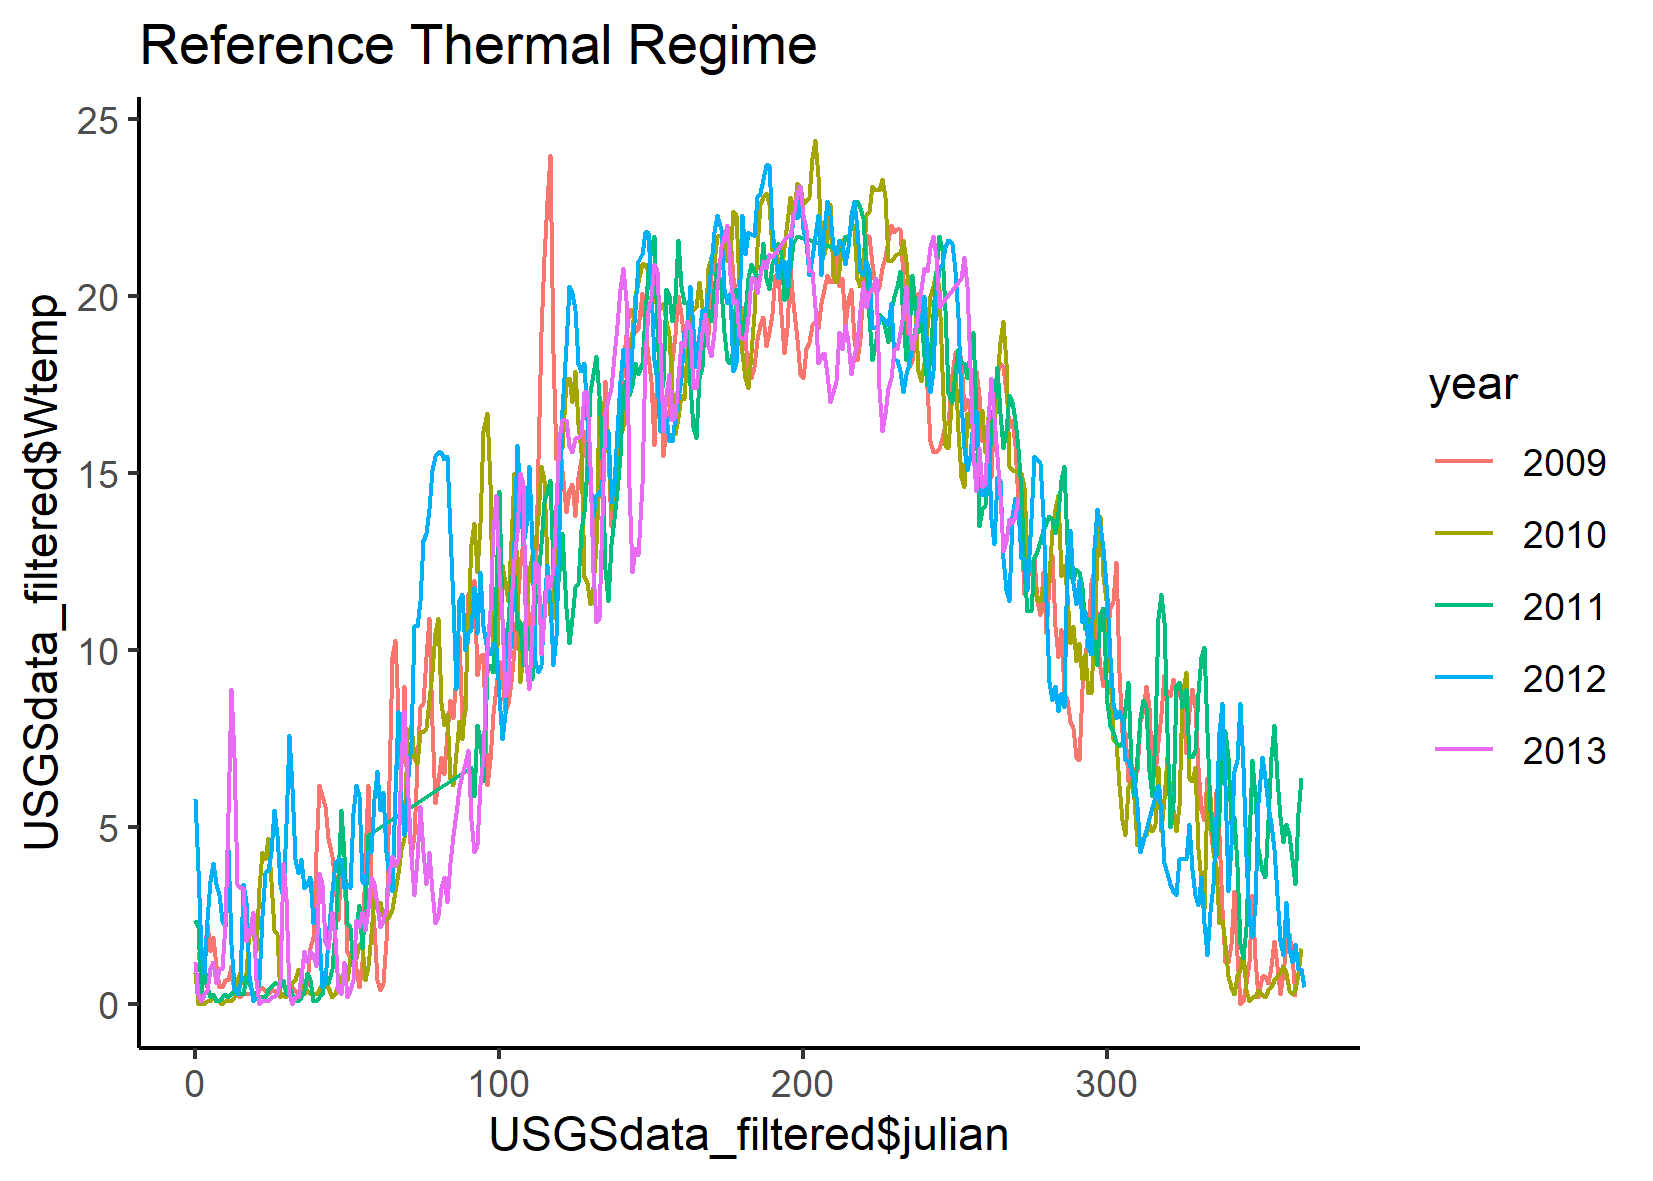 Reference Thermal Regime
25
20
15
10
5
0
USGSdata_filtered$Wtemp
0 100 200 300
USGSdata_filtered$julian
year
2009
2010
2011
2012
2013